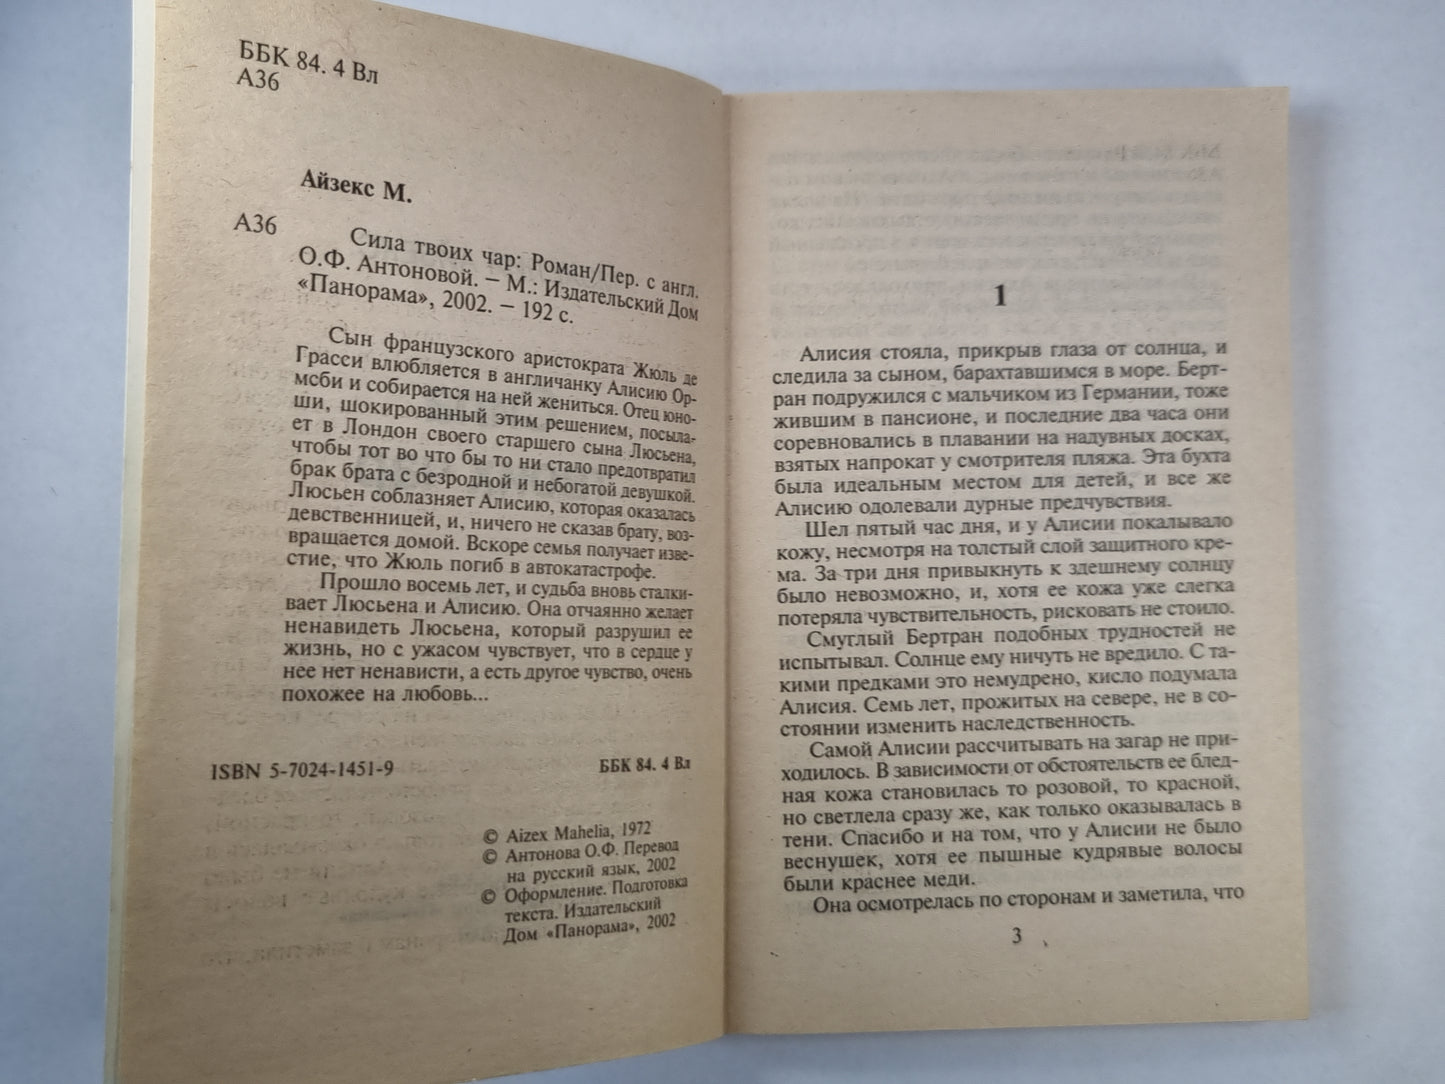 ББК 84. 4 Вл
А36
Айзекс М.
А36
Сила твоих чар: Роман/Пер. с англ.
О.Ф. Антоновой. – М.: Издательский Дом
«Панорама», 2002. – 192 с.
Сын французского аристократа Жюль де
Грасси влюбляется в англичанку Алисию Ор-
мсби и собирается на ней жениться. Отец юно-
ши, шокированный этим решением, посыла-
ет в Лондон своего старшего сына Люсьена,
чтобы тот во что бы то ни стало предотвратил
брак брата с безродной и небогатой девушкой.
Люсьен соблазняет Алисию, которая оказалась
девственницей, и, ничего не сказав брату, воз-
вращается домой. Вскоре семья получает изве-
стие, что Жюль погиб в автокатастрофе.
Прошло восемь лет, и судьба вновь сталки-
вает Люсьена и Алисию. Она отчаянно желает
ненавидеть Люсьена, который разрушил ее
жизнь, но с ужасом чувствует, что в сердце у
нее нет ненависти, а есть другое чувство, очень
похожее на любовь...
ISBN 5-7024-1451-9
ББК 84. 4 Вл
© Aizex Mahelia, 1972
© Антонова О.Ф. Перевод
на русский язык, 2002
© Оформление. Подготовка
текста. Издательский
Дом «Панорама», 2002
1
Алисия стояла, прикрыв глаза от солнца, и
следила за сыном, барахтавшимся в море. Берт-
ран подружился с мальчиком из Германии, тоже
жившим в пансионе, и последние два часа они
соревновались в плавании на надувных досках,
взятых напрокат у смотрителя пляжа. Эта бухта
была идеальным местом для детей, и все же
Алисию одолевали дурные предчувствия.
Шел пятый час дня, и у Алисии покалывало
кожу, несмотря на толстый слой защитного кре-
ма. За три дня привыкнуть к здешнему солнцу
было невозможно, и, хотя ее кожа уже слегка
потеряла чувствительность, рисковать не стоило.
Смуглый Бертран подобных трудностей не
испытывал. Солнце ему ничуть не вредило. С та-
кими предками это немудрено, кисло подумала
Алисия. Семь лет, прожитых на севере, не в со-
стоянии изменить наследственность.
Самой Алисии рассчитывать на загар не при-
ходилось. В зависимости от обстоятельств ее блед-
ная кожа становилась то розовой, то красной,
но светлела сразу же, как только оказывалась в
тени. Спасибо и на том, что у Алисии не было
веснушек, хотя ее пышные кудрявые волосы
были краснее меди.
Она осмотрелась по сторонам и заметила, что
3